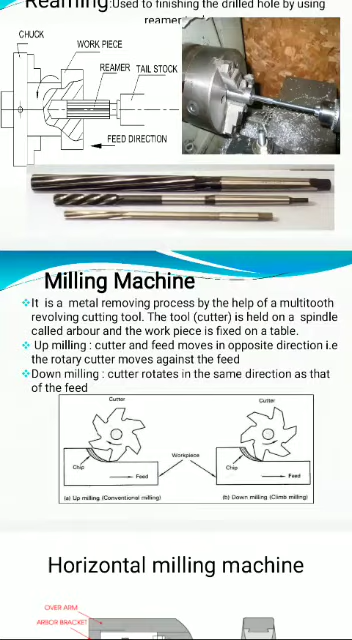 Reaming:Used to finishing the drilled hole by using
CHUCK
WORK PIECE
REAMER
TAIL STOCK
FEED DIRECTION
Milling Machine
It is a metal removing process by the help of a multitooth
revolving cutting tool. The tool (cutter) is held on a spindle
called arbour and the work piece is fixed on a table.
Up milling : cutter and feed moves in opposite direction i.e
the rotary cutter moves against the feed
Down milling : cutter rotates in the same direction as that
of the feed
Cutter
Cutter
Workpiece
Chip
Feed
Chip
Feed
(a) Up milling (Conventional milling)
(b) Down milling (Climb milling)
Horizontal milling machine
OVER ARM
ARBOR BRACKET